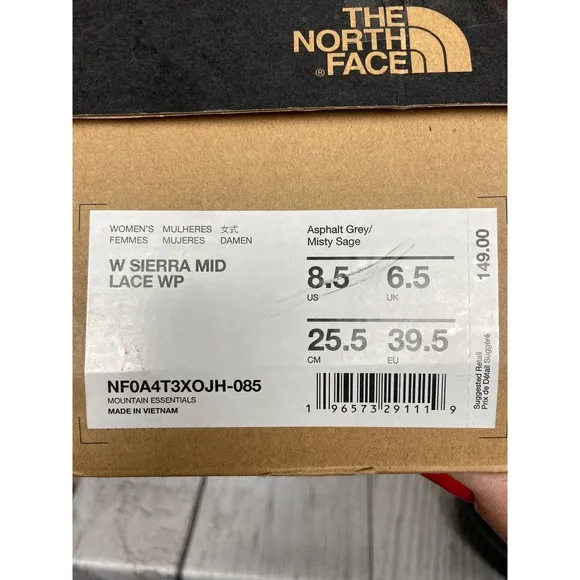 THE
NORTH
FACE
®
WOMEN'S MULHERES 女式
FEMMES MUJERES DAMEN
W SIERRA MID
LACE WP
Asphalt Grey/
Misty Sage
8.5 6.5
US UK
25.5 39.5
CM EU
NF0A4T3XOJH-085
MOUNTAIN ESSENTIALS
MADE IN VIETNAM
1 96573 29111 9
149.00
Suggested Retail
Prix de Détail Suggéré